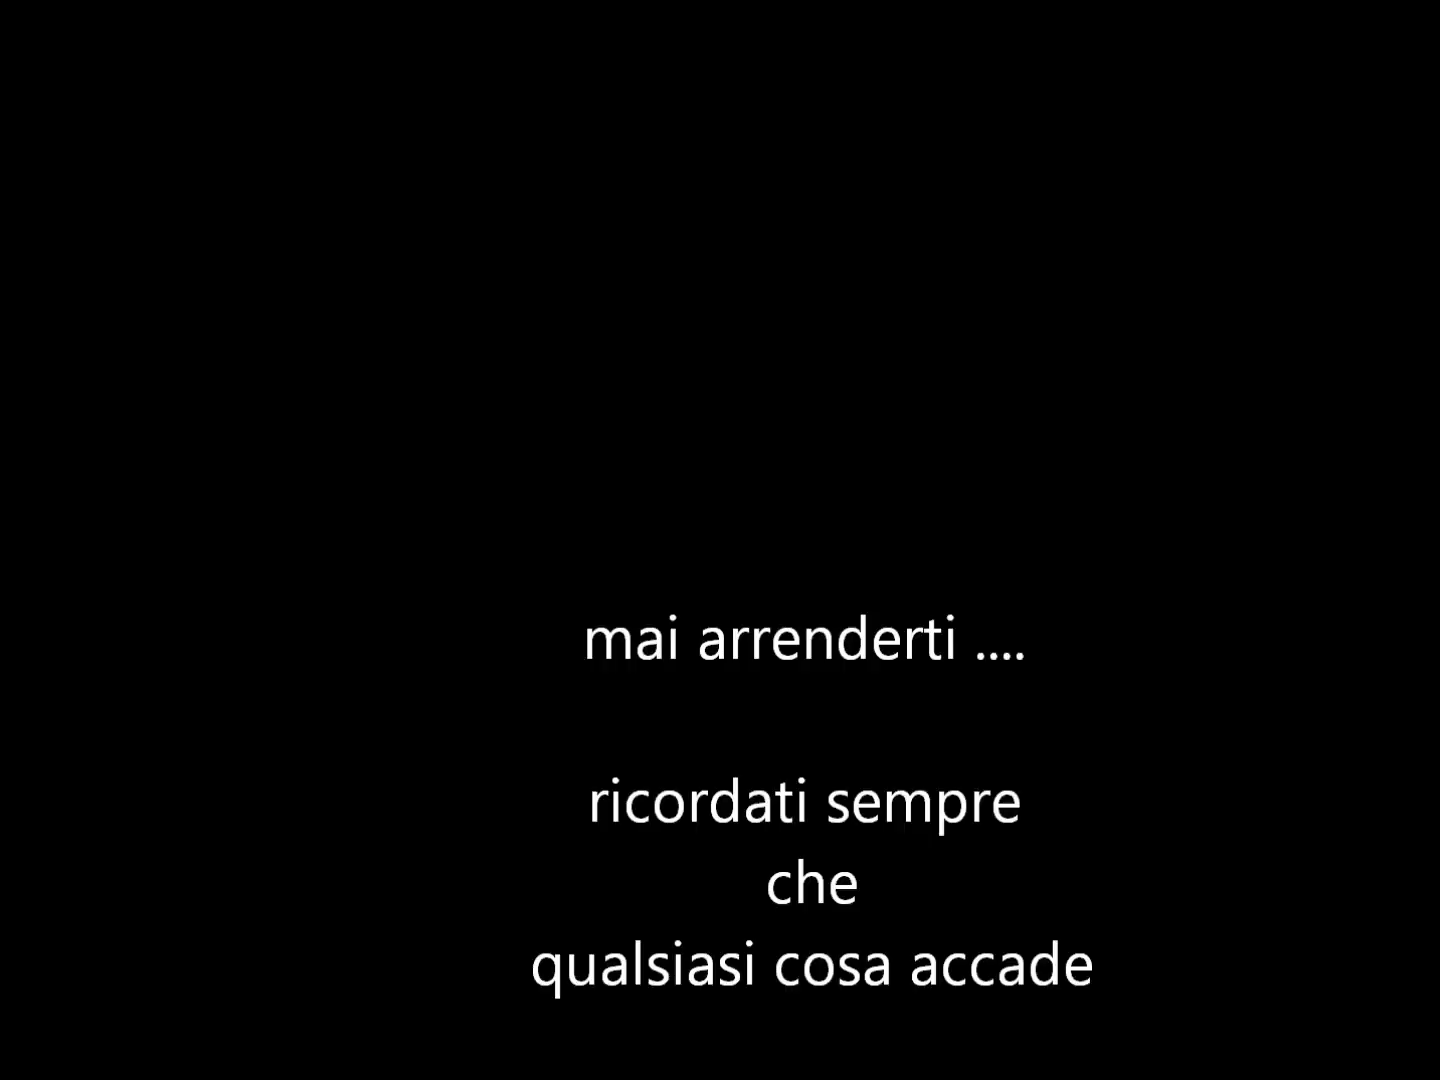 mai arrenderti ....
ricordati sempre
che
qualsiasi cosa accade